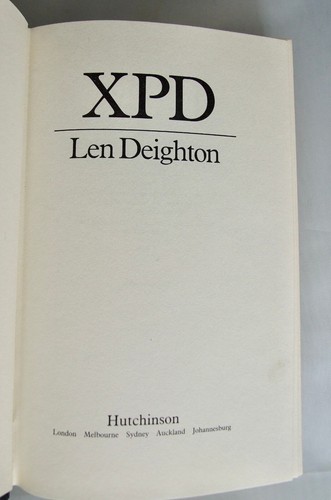 XPD
Len Deighton
Hutchinson
London Melbourne Sydney Auckland Johannesburg